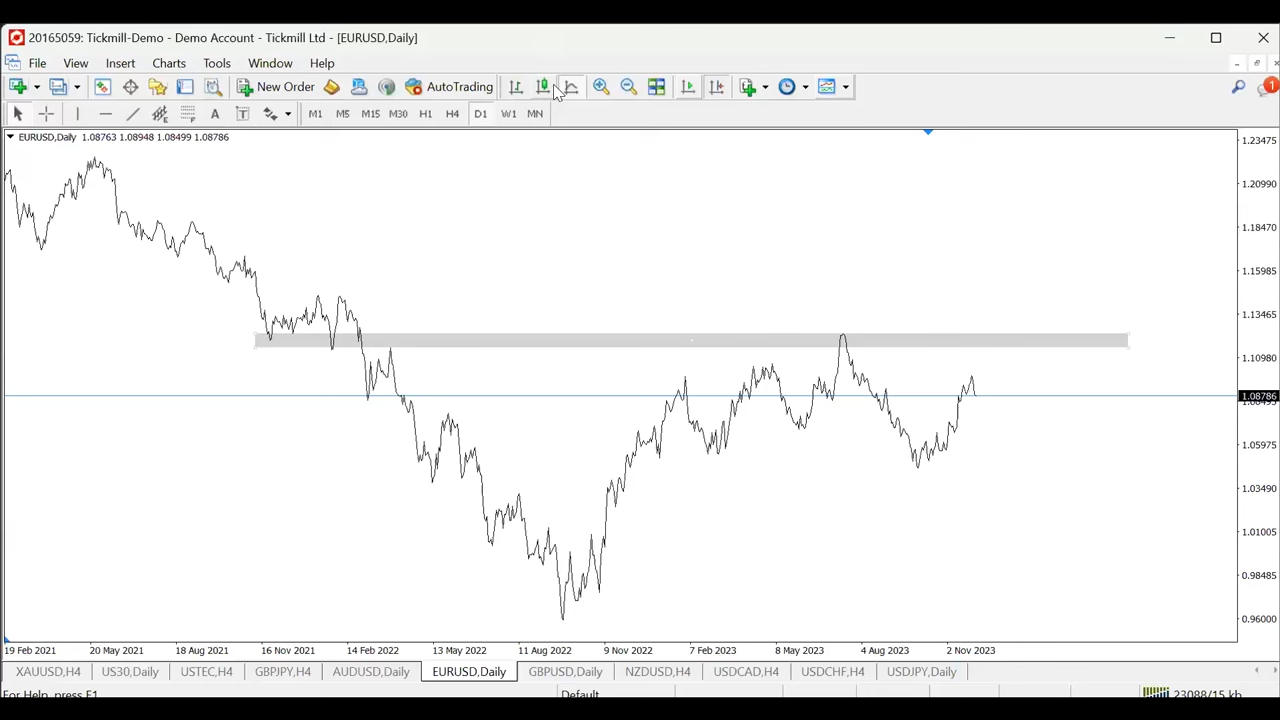 20165059: Tickmill-Demo - Demo Account - Tickmill Ltd - [EURUSD,Daily]
File View Insert Charts Tools Window Help
New Order AutoTrading 1
A T M1 M5 M15 M30 H1 H4 D1 W1 MN
EURUSD,Daily 1.08763 1.08948 1.08499 1.08786
1.23475
1.20990
1.18470
1.15985
1.13465
1.10980
1.08786
1.05975
1.03490
1.01005
0.98485
0.96000
19 Feb 2021 20 May 2021 18 Aug 2021 16 Nov 2021 14 Feb 2022 13 May 2022 11 Aug 2022 9 Nov 2022 7 Feb 2023 8 May 2023 4 Aug 2023 2 Nov 2023
XAUUSD,H4 US30,Daily USTEC,H4 GBPJPY,H4 AUDUSD,Daily EURUSD,Daily GBPUSD,Daily NZDUSD,H4 USDCAD,H4 USDCHF,H4 USDJPY,Daily
For Help, press F1 Default 23088/15 kb